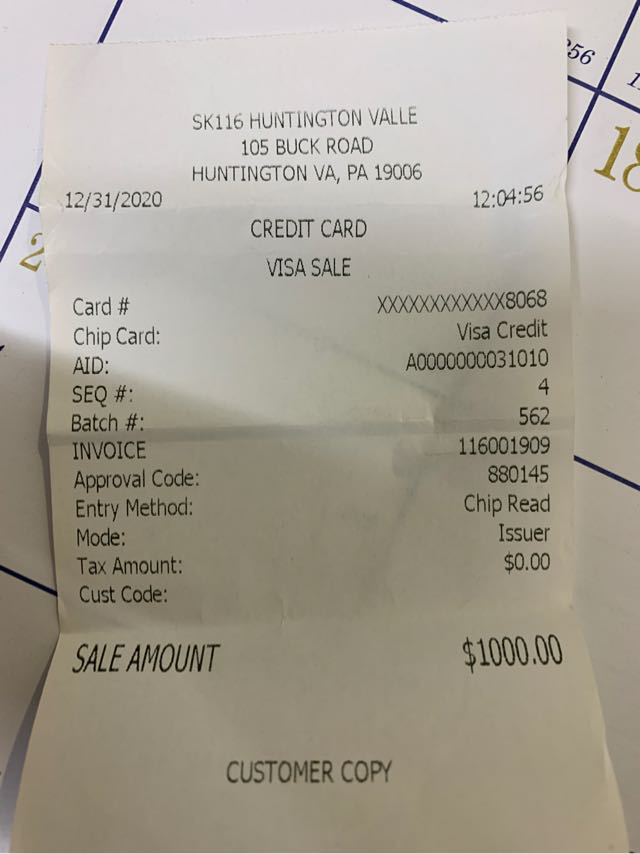 SK116 HUNTINGTON VALLE
105 BUCK ROAD
HUNTINGTON VA, PA 19006
12/31/2020 12:04:56
CREDIT CARD
VISA SALE
Card # XXXXXXXXXXXX8068
Chip Card: Visa Credit
AID: A0000000031010
SEQ #: 4
Batch #: 562
INVOICE 116001909
Approval Code: 880145
Entry Method: Chip Read
Mode: Issuer
Tax Amount: $0.00
Cust Code:
SALE AMOUNT $1000.00
CUSTOMER COPY